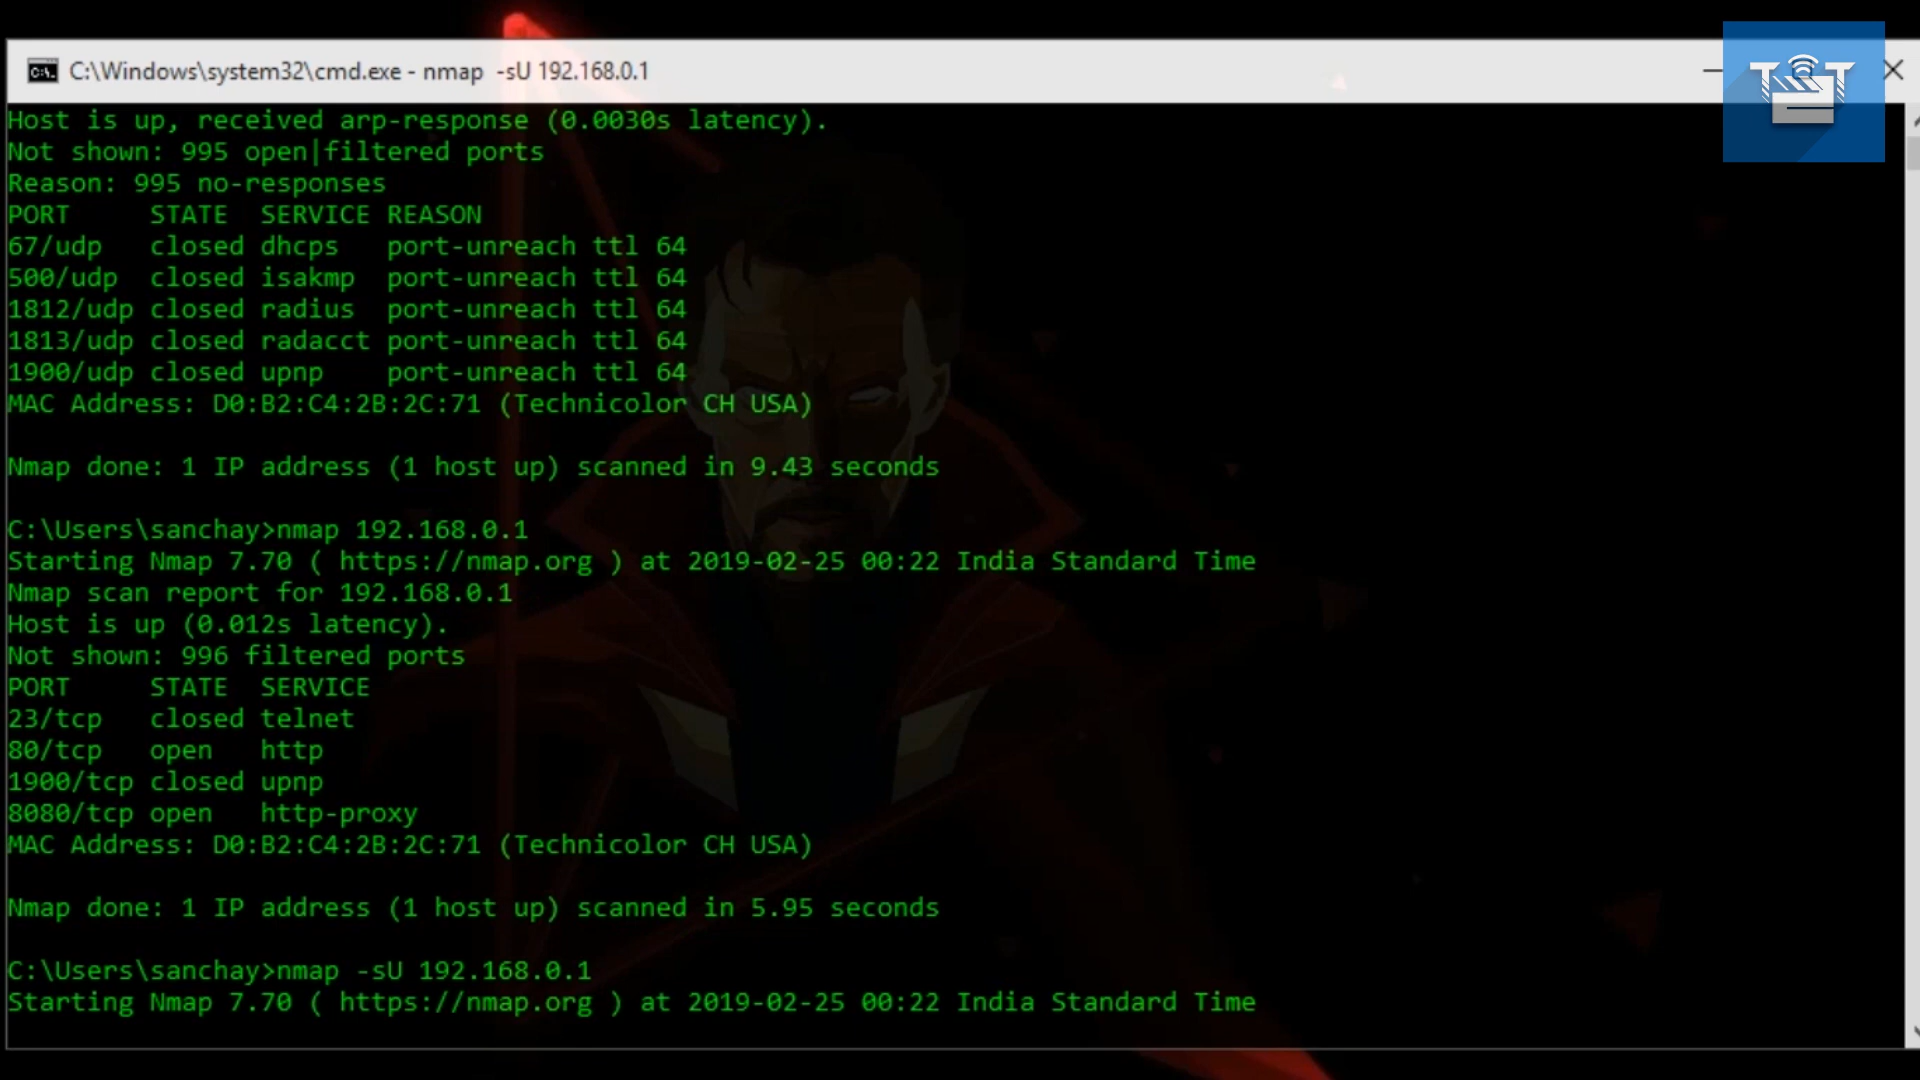 C:\Windows\system32\cmd.exe - nmap  -sU 192.168.0.1
TST
Host is up, received arp-response (0.0030s latency).
Not shown: 995 open|filtered ports
Reason: 995 no-responses
PORT     STATE  SERVICE REASON
67/udp   closed dhcps   port-unreach ttl 64
500/udp  closed isakmp  port-unreach ttl 64
1812/udp closed radius  port-unreach ttl 64
1813/udp closed radacct port-unreach ttl 64
1900/udp closed upnp    port-unreach ttl 64
MAC Address: D0:B2:C4:2B:2C:71 (Technicolor CH USA)
Nmap done: 1 IP address (1 host up) scanned in 9.43 seconds
C:\Users\sanchay>nmap 192.168.0.1
Starting Nmap 7.70 ( https://nmap.org ) at 2019-02-25 00:22 India Standard Time
Nmap scan report for 192.168.0.1
Host is up (0.012s latency).
Not shown: 996 filtered ports
PORT     STATE  SERVICE
23/tcp   closed telnet
80/tcp   open   http
1900/tcp closed upnp
8080/tcp open   http-proxy
MAC Address: D0:B2:C4:2B:2C:71 (Technicolor CH USA)
Nmap done: 1 IP address (1 host up) scanned in 5.95 seconds
C:\Users\sanchay>nmap -sU 192.168.0.1
Starting Nmap 7.70 ( https://nmap.org ) at 2019-02-25 00:22 India Standard Time